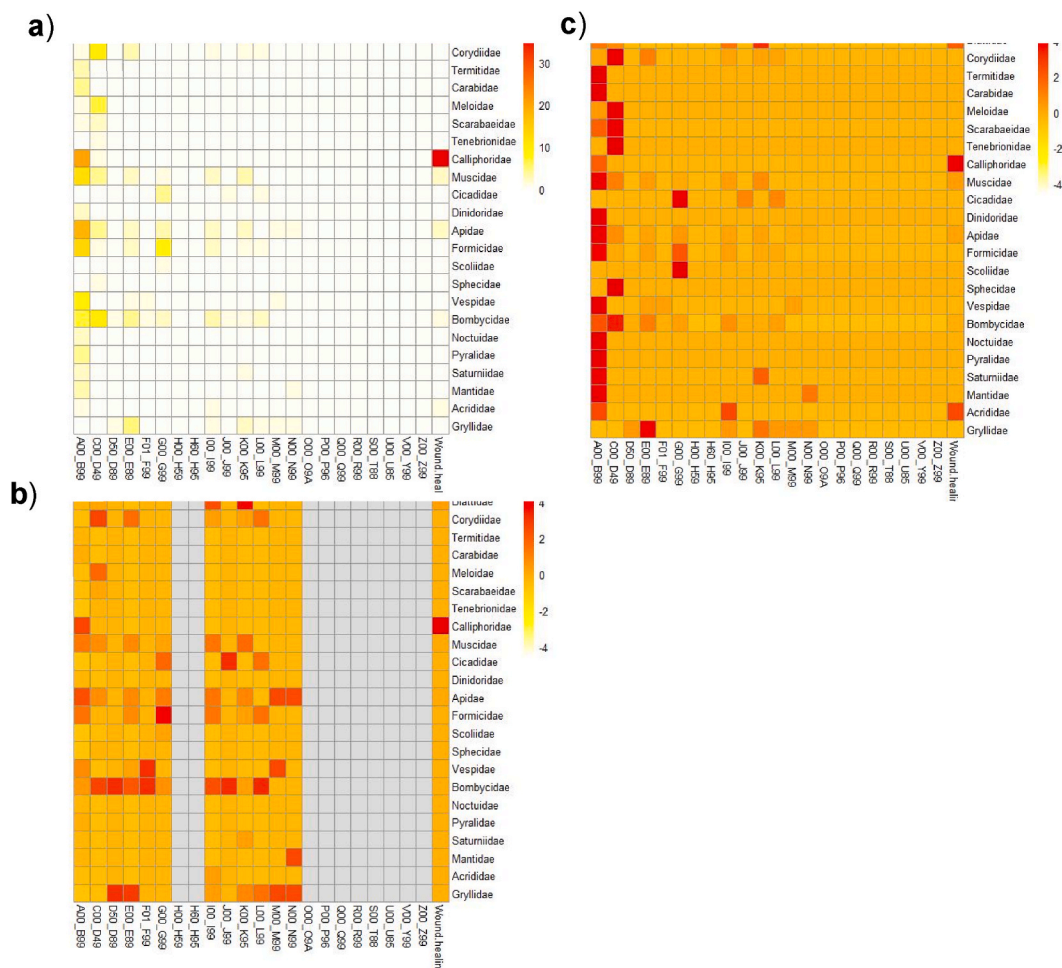 a)
Corydiidae
Termitidae
Carabidae
Meloidae
Scarabaeidae
Tenebrionidae
Calliphoridae
Muscidae
Cicadidae
Dinidoridae
Apidae
Formicidae
Scoliidae
Sphecidae
Vespidae
Bombycidae
Noctuidae
Pyralidae
Saturniidae
Mantidae
Acrididae
Gryllidae
30
20
10
0
A00_B99
C00_D49
D50_D89
E00_E89
F01_F99
G00_G99
H00_H59
H60_H95
I00_I99
J00_J99
K00_K95
L00_L99
M00_M99
N00_N99
O00_O9A
P00_P96
Q00_Q99
R00_R99
S00_T88
U00_U85
V00_Y99
Z00_Z99
Wound.heal
b)
Corydiidae
Termitidae
Carabidae
Meloidae
Scarabaeidae
Tenebrionidae
Calliphoridae
Muscidae
Cicadidae
Dinidoridae
Apidae
Formicidae
Scoliidae
Sphecidae
Vespidae
Bombycidae
Noctuidae
Pyralidae
Saturniidae
Mantidae
Acrididae
Gryllidae
4
2
0
-2
-4
A00_B99
C00_D49
D50_D89
E00_E89
F01_F99
G00_G99
H00_H59
H60_H95
I00_I99
J00_J99
K00_K95
L00_L99
M00_M99
N00_N99
O00_O9A
P00_P96
Q00_Q99
R00_R99
S00_T88
U00_U85
V00_Y99
Z00_Z99
Wound.healin
c)
Corydiidae
Termitidae
Carabidae
Meloidae
Scarabaeidae
Tenebrionidae
Calliphoridae
Muscidae
Cicadidae
Dinidoridae
Apidae
Formicidae
Scoliidae
Sphecidae
Vespidae
Bombycidae
Noctuidae
Pyralidae
Saturniidae
Mantidae
Acrididae
Gryllidae
4
2
0
-2
-4
A00_B99
C00_D49
D50_D89
E00_E89
F01_F99
G00_G99
H00_H59
H60_H95
I00_I99
J00_J99
K00_K95
L00_L99
M00_M99
N00_N99
O00_O9A
P00_P96
Q00_Q99
R00_R99
S00_T88
U00_U85
V00_Y98
Z00_Z99
Wound.healin